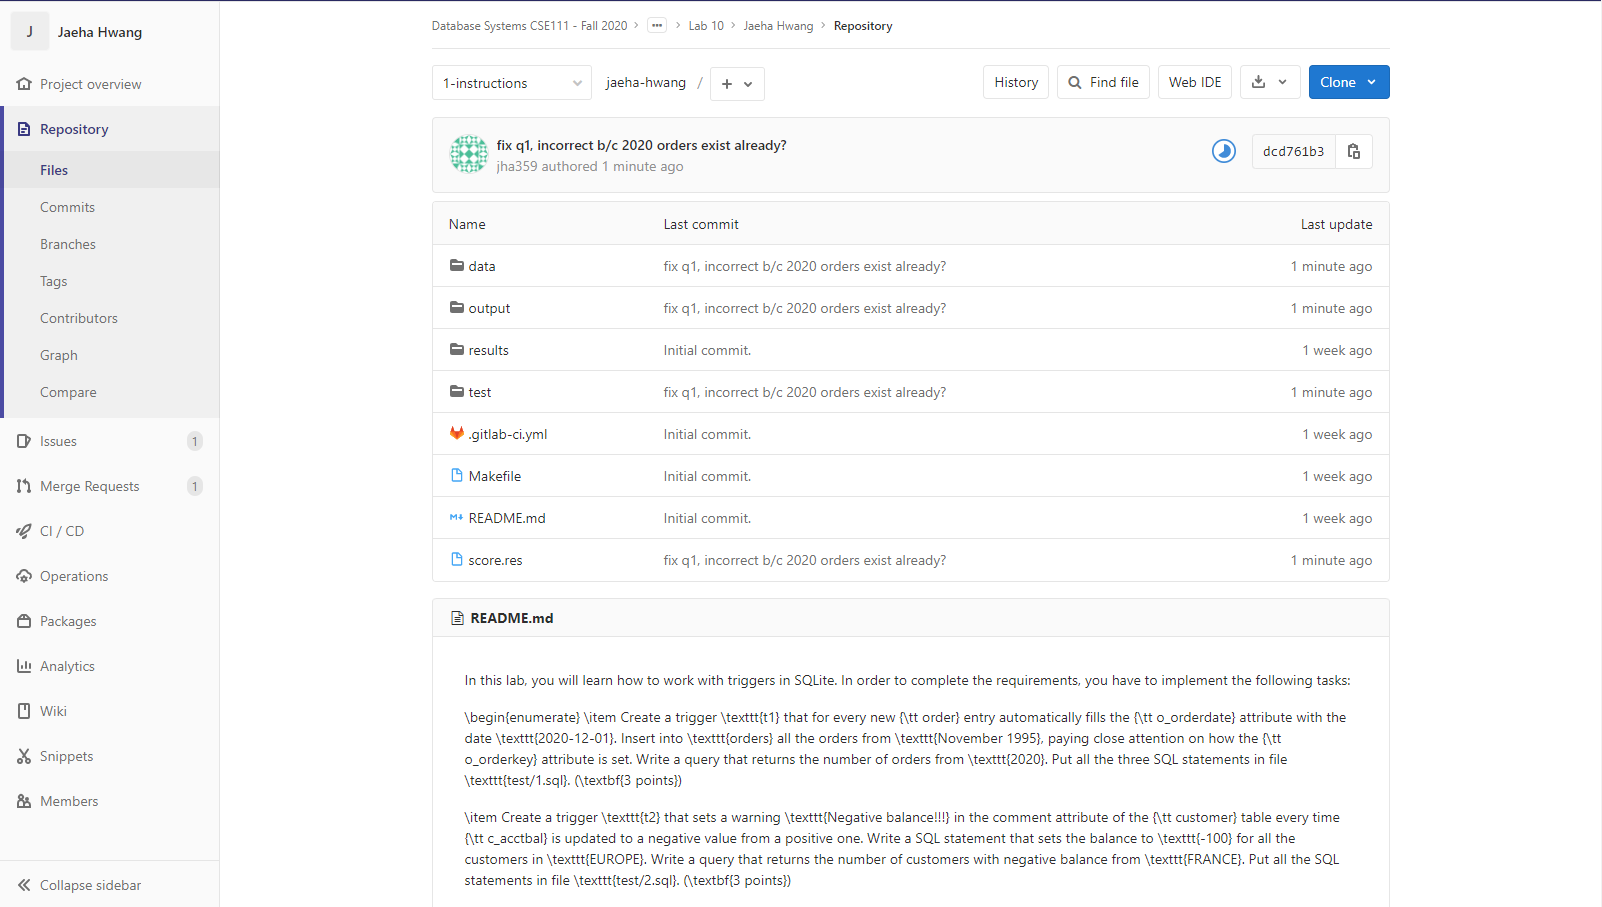 J Jaeha Hwang
Project overview
Repository
Files
Commits
Branches
Tags
Contributors
Graph
Compare
Issues 1
Merge Requests 1
CI / CD
Operations
Packages
Analytics
Wiki
Snippets
Members
Collapse sidebar
Database Systems CSE111 - Fall 2020 › ••• › Lab 10 › Jaeha Hwang › Repository
1-instructions jaeha-hwang / + History Find file Web IDE Clone
fix q1, incorrect b/c 2020 orders exist already?
jha359 authored 1 minute ago
dcd761b3
Name Last commit Last update
data fix q1, incorrect b/c 2020 orders exist already? 1 minute ago
output fix q1, incorrect b/c 2020 orders exist already? 1 minute ago
results Initial commit. 1 week ago
test fix q1, incorrect b/c 2020 orders exist already? 1 minute ago
.gitlab-ci.yml Initial commit. 1 week ago
Makefile Initial commit. 1 week ago
M↓ README.md Initial commit. 1 week ago
score.res fix q1, incorrect b/c 2020 orders exist already? 1 minute ago
README.md
In this lab, you will learn how to work with triggers in SQLite. In order to complete the requirements, you have to implement the following tasks:
\begin{enumerate} \item Create a trigger \texttt{t1} that for every new {\tt order} entry automatically fills the {\tt o_orderdate} attribute with the
date \texttt{2020-12-01}. Insert into \texttt{orders} all the orders from \texttt{November 1995}, paying close attention on how the {\tt
o_orderkey} attribute is set. Write a query that returns the number of orders from \texttt{2020}. Put all the three SQL statements in file
\texttt{test/1.sql}. (\textbf{3 points})
\item Create a trigger \texttt{t2} that sets a warning \texttt{Negative balance!!!} in the comment attribute of the {\tt customer} table every time
{\tt c_acctbal} is updated to a negative value from a positive one. Write a SQL statement that sets the balance to \texttt{-100} for all the
customers in \texttt{EUROPE}. Write a query that returns the number of customers with negative balance from \texttt{FRANCE}. Put all the SQL
statements in file \texttt{test/2.sql}. (\textbf{3 points})